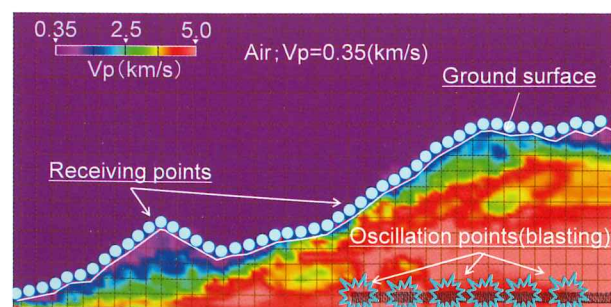 0.35 2.5 5.0
Vp(km/s)
Air;Vp=0.35(km/s)
Ground surface
Receiving points
Oscillation points(blasting)